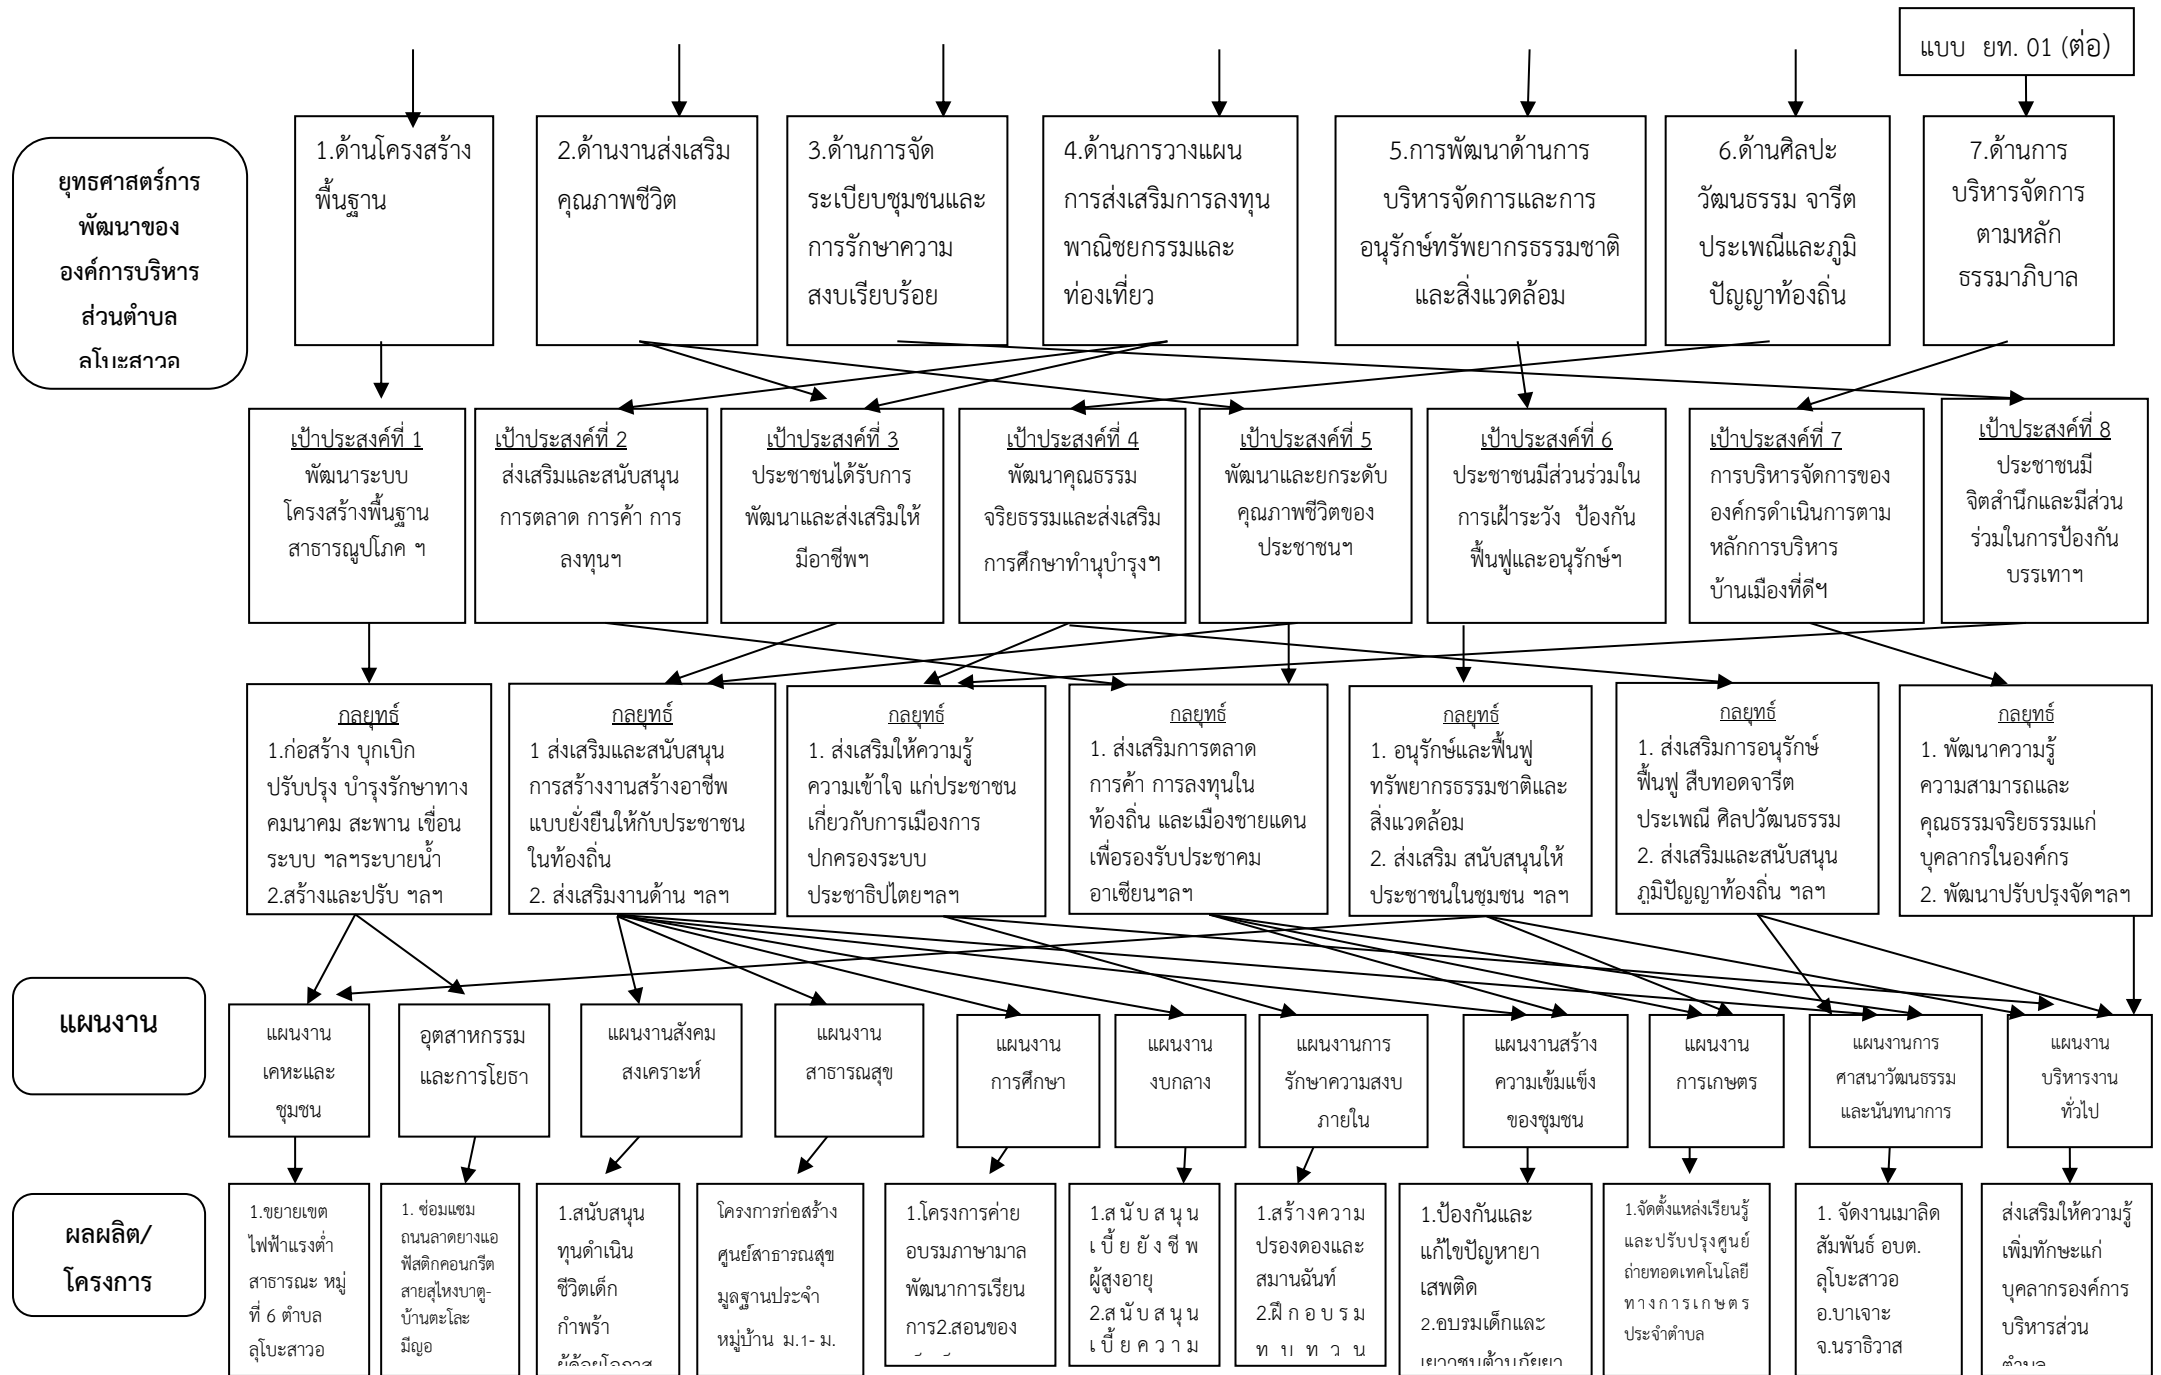 แบบ ยท. 01 (ต่อ)
ยุทธศาสตร์การ
พัฒนาของ
องค์การบริหาร
ส่วนตำบล
ลุโบะสาวอ
1.ด้านโครงสร้าง
พื้นฐาน
2.ด้านงานส่งเสริม
คุณภาพชีวิต
3.ด้านการจัด
ระเบียบชุมชนและ
การรักษาความ
สงบเรียบร้อย
4.ด้านการวางแผน
การส่งเสริมการลงทุน
พาณิชยกรรมและ
ท่องเที่ยว
5.การพัฒนาด้านการ
บริหารจัดการและการ
อนุรักษ์ทรัพยากรธรรมชาติ
และสิ่งแวดล้อม
6.ด้านศิลปะ
วัฒนธรรม จารีต
ประเพณีและภูมิ
ปัญญาท้องถิ่น
7.ด้านการ
บริหารจัดการ
ตามหลัก
ธรรมาภิบาล
เป้าประสงค์ที่ 1
พัฒนาระบบ
โครงสร้างพื้นฐาน
สาธารณูปโภค ฯ
เป้าประสงค์ที่ 2
ส่งเสริมและสนับสนุน
การตลาด การค้า การ
ลงทุนฯ
เป้าประสงค์ที่ 3
ประชาชนได้รับการ
พัฒนาและส่งเสริมให้
มีอาชีพฯ
เป้าประสงค์ที่ 4
พัฒนาคุณธรรม
จริยธรรมและส่งเสริม
การศึกษาทำนุบำรุงฯ
เป้าประสงค์ที่ 5
พัฒนาและยกระดับ
คุณภาพชีวิตของ
ประชาชนฯ
เป้าประสงค์ที่ 6
ประชาชนมีส่วนร่วมใน
การเฝ้าระวัง ป้องกัน
ฟื้นฟูและอนุรักษ์ฯ
เป้าประสงค์ที่ 7
การบริหารจัดการของ
องค์กรดำเนินการตาม
หลักการบริหาร
บ้านเมืองที่ดีฯ
เป้าประสงค์ที่ 8
ประชาชนมี
จิตสำนึกและมีส่วน
ร่วมในการป้องกัน
บรรเทาฯ
กลยุทธ์
1.ก่อสร้าง บุกเบิก
ปรับปรุง บำรุงรักษาทาง
คมนาคม สะพาน เขื่อน
ระบบ ฯลฯระบายน้ำ
2.สร้างและปรับ ฯลฯ
กลยุทธ์
1 ส่งเสริมและสนับสนุน
การสร้างงานสร้างอาชีพ
แบบยั่งยืนให้กับประชาชน
ในท้องถิ่น
2. ส่งเสริมงานด้าน ฯลฯ
กลยุทธ์
1. ส่งเสริมให้ความรู้
ความเข้าใจ แก่ประชาชน
เกี่ยวกับการเมืองการ
ปกครองระบบ
ประชาธิปไตยฯลฯ
กลยุทธ์
1. ส่งเสริมการตลาด
การค้า การลงทุนใน
ท้องถิ่น และเมืองชายแดน
เพื่อรองรับประชาคม
อาเซียนฯลฯ
กลยุทธ์
1. อนุรักษ์และฟื้นฟู
ทรัพยากรธรรมชาติและ
สิ่งแวดล้อม
2. ส่งเสริม สนับสนุนให้
ประชาชนในชุมชน ฯลฯ
กลยุทธ์
1. ส่งเสริมการอนุรักษ์
ฟื้นฟู สืบทอดจารีต
ประเพณี ศิลปวัฒนธรรม
2. ส่งเสริมและสนับสนุน
ภูมิปัญญาท้องถิ่น ฯลฯ
กลยุทธ์
1. พัฒนาความรู้
ความสามารถและ
คุณธรรมจริยธรรมแก่
บุคลากรในองค์กร
2. พัฒนาปรับปรุงจัดฯลฯ
แผนงาน
แผนงาน
เคหะและ
ชุมชน
อุตสาหกรรม
และการโยธา
แผนงานสังคม
สงเคราะห์
แผนงาน
สาธารณสุข
แผนงาน
การศึกษา
แผนงาน
งบกลาง
แผนงานการ
รักษาความสงบ
ภายใน
แผนงานสร้าง
ความเข้มแข็ง
ของชุมชน
แผนงาน
การเกษตร
แผนงานการ
ศาสนาวัฒนธรรม
และนันทนาการ
แผนงาน
บริหารงาน
ทั่วไป
ผลผลิต/
โครงการ
1.ขยายเขต
ไฟฟ้าแรงต่ำ
สาธารณะ หมู่
ที่ 6 ตำบล
ลุโบะสาวอ
1. ซ่อมแซม
ถนนลาดยางแอ
ฟัสติกคอนกรีต
สายสุไหงบาตู-
บ้านตะโละ
มีญอ
1.สนับสนุน
ทุนดำเนิน
ชีวิตเด็ก
กำพร้า
ผู้ด้อยโอกาส
โครงการก่อสร้าง
ศูนย์สาธารณสุข
มูลฐานประจำ
หมู่บ้าน ม.1- ม.
1.โครงการค่าย
อบรมภาษามาล
พัฒนาการเรียน
การ2.สอนของ
1.สนับสนุน
เบี้ยยังชีพ
ผู้สูงอายุ
2.สนับสนุน
เบี้ยความ
1.สร้างความ
ปรองดองและ
สมานฉันท์
2.ฝึกอบรม
ทบทวน
1.ป้องกันและ
แก้ไขปัญหายา
เสพติด
2.อบรมเด็กและ
เยาวชนต้านภัยยา
1.จัดตั้งแหล่งเรียนรู้
และปรับปรุงศูนย์
ถ่ายทอดเทคโนโลยี
ทางการเกษตร
ประจำตำบล
1. จัดงานเมาลิด
สัมพันธ์ อบต.
ลุโบะสาวอ
อ.บาเจาะ
จ.นราธิวาส
ส่งเสริมให้ความรู้
เพิ่มทักษะแก่
บุคลากรองค์การ
บริหารส่วน
ตำบล